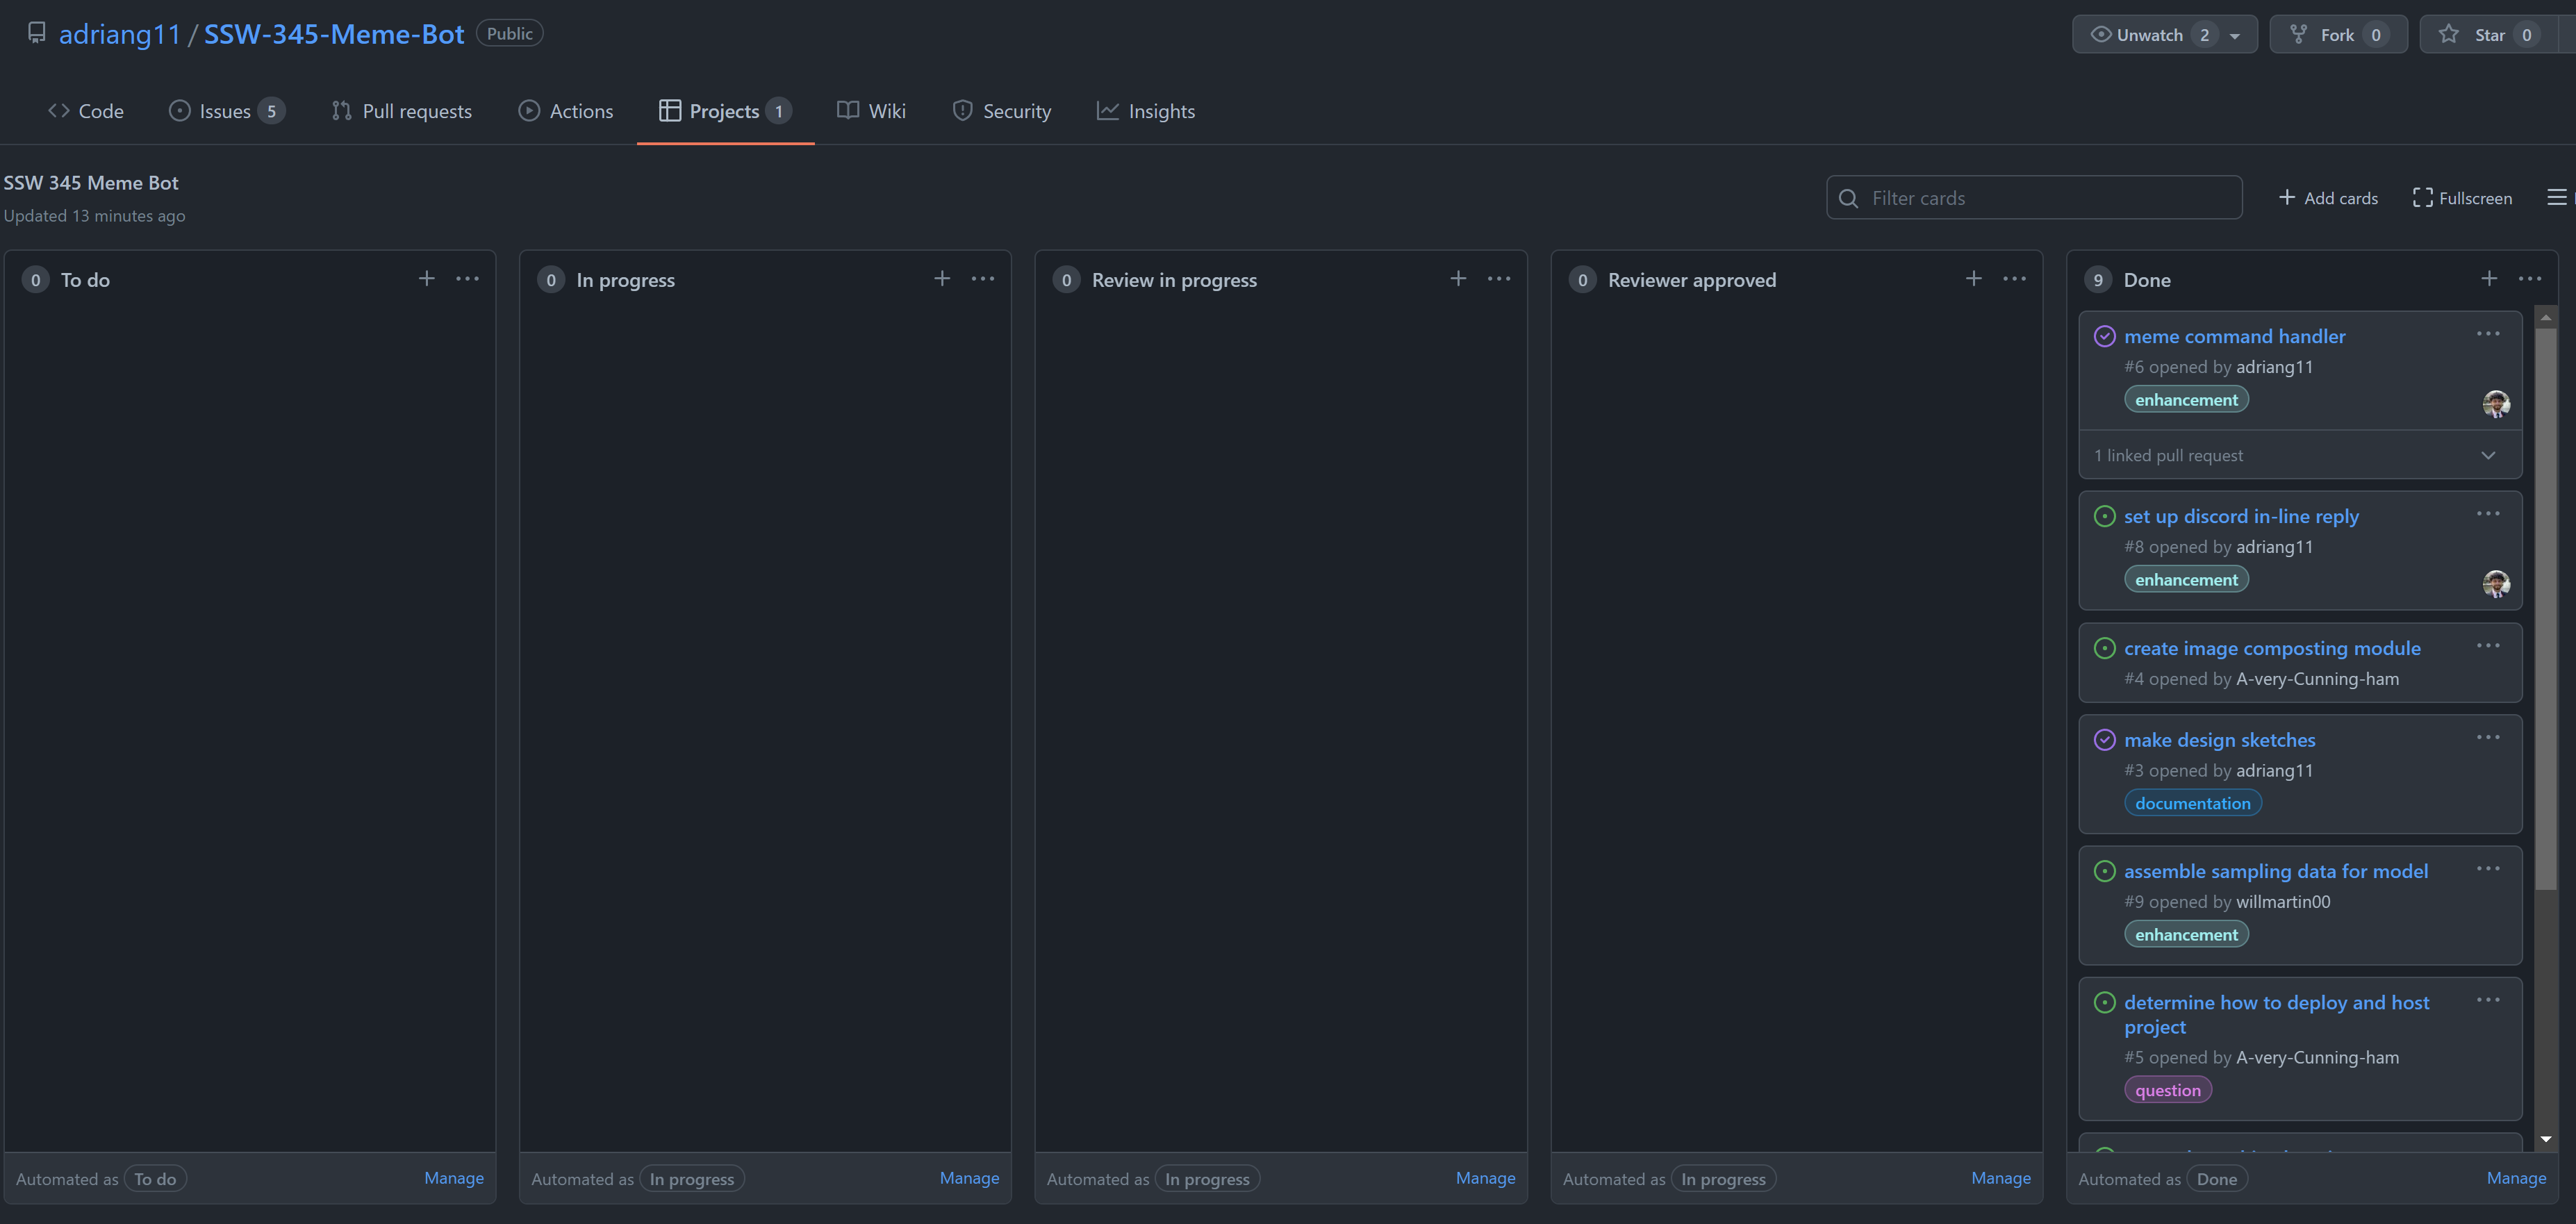 adriang11 / SSW-345-Meme-Bot Public
Unwatch 2
Fork 0
Star 0
Code
Issues 5
Pull requests
Actions
Projects 1
Wiki
Security
Insights
SSW 345 Meme Bot
Updated 13 minutes ago
Filter cards
Add cards
Fullscreen
0 To do
Automated as To do
Manage
0 In progress
Automated as In progress
Manage
0 Review in progress
Automated as In progress
Manage
0 Reviewer approved
Automated as In progress
Manage
9 Done
meme command handler
#6 opened by adriang11
enhancement
1 linked pull request
set up discord in-line reply
#8 opened by adriang11
enhancement
create image composting module
#4 opened by A-very-Cunning-ham
make design sketches
#3 opened by adriang11
documentation
assemble sampling data for model
#9 opened by willmartin00
enhancement
determine how to deploy and host
project
#5 opened by A-very-Cunning-ham
question
Automated as Done
Manage